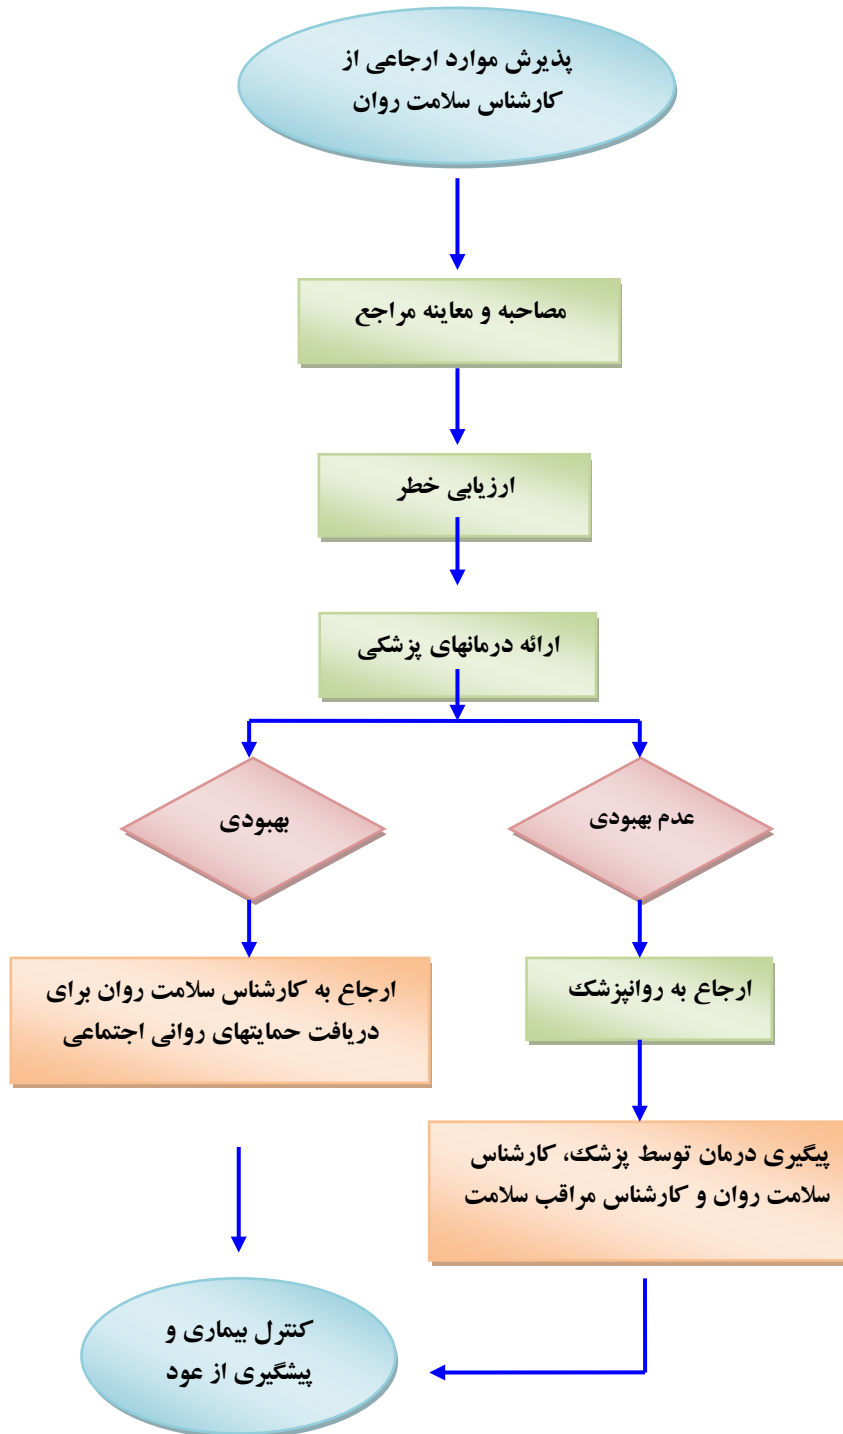 پذیرش موارد ارجاعی از
کارشناس سلامت روان
مصاحبه و معاینه مراجع
ارزیابی خطر
ارائه درمانهای پزشکی
عدم بهبودی
بهبودی
ارجاع به روانپزشک
ارجاع به کارشناس سلامت روان برای
دریافت حمایتهای روانی اجتماعی
پیگیری درمان توسط پزشک، کارشناس
سلامت روان و کارشناس مراقب سلامت
کنترل بیماری و
پیشگیری از عود